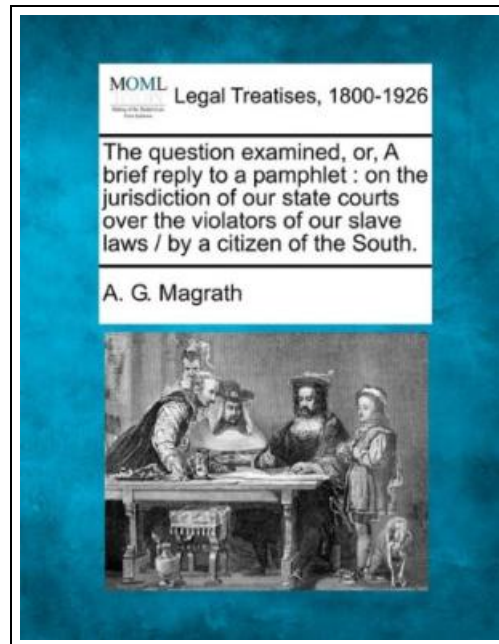 MOML
Legal Treatises, 1800-1926
The question examined, or, A
brief reply to a pamphlet : on the
jurisdiction of our state courts
over the violators of our slave
laws / by a citizen of the South.
A. G. Magrath